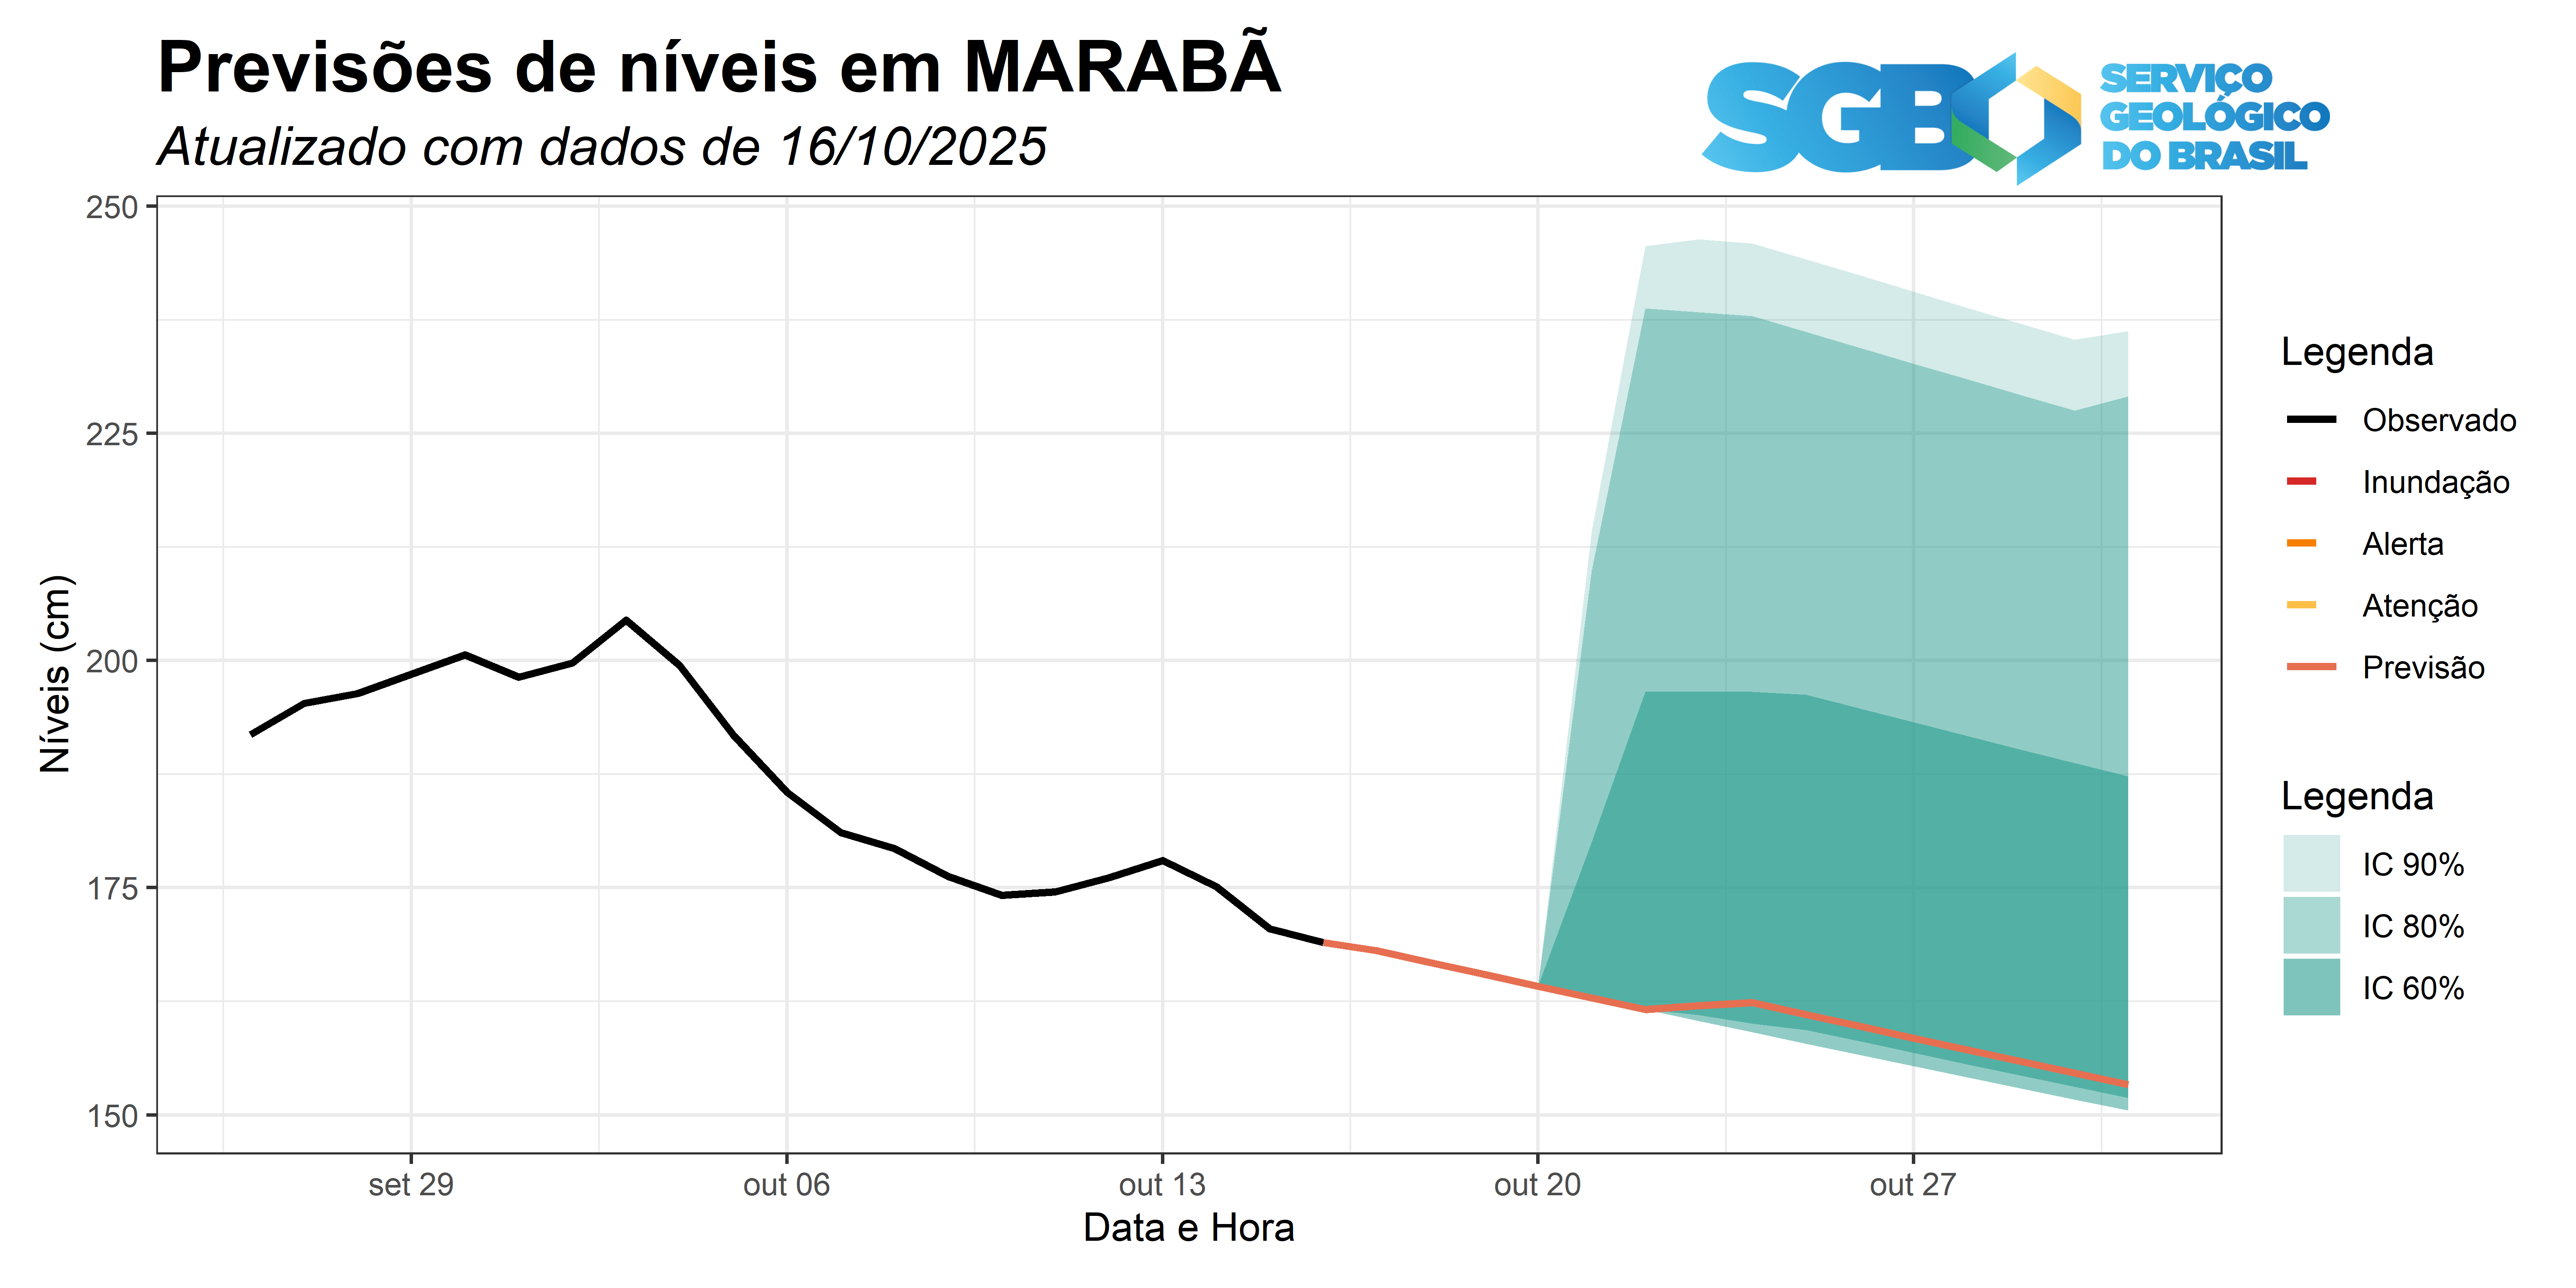 Previsões de níveis em MARABÃ
Atualizado com dados de 16/10/2025
SGB
SERVIÇO
GEOLÓGICO
DO BRASIL
250
225
200
175
150
Níveis (cm)
set 29
out 06
out 13
out 20
out 27
Data e Hora
Legenda
Observado
Inundação
Alerta
Atenção
Previsão
Legenda
IC 90%
IC 80%
IC 60%